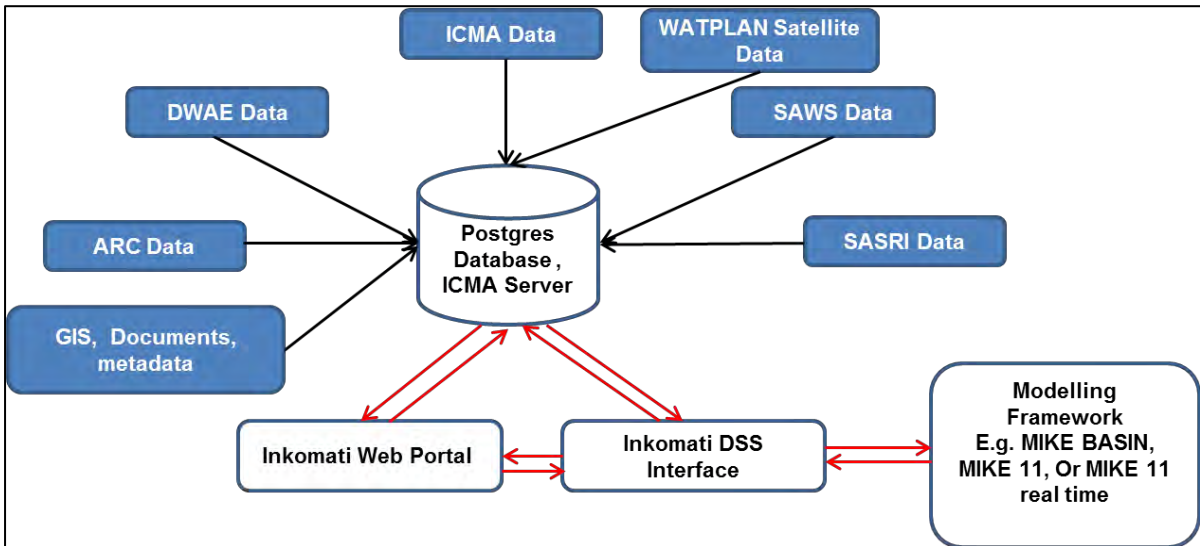 ICMA Data
WATPLAN Satellite
Data
DWAE Data
SAWS Data
Postgres
Database ,
ICMA Server
ARC Data
SASRI Data
GIS, Documents,
metadata
Inkomati Web Portal
Inkomati DSS
Interface
Modelling
Framework
E.g. MIKE BASIN,
MIKE 11, Or MIKE 11
real time